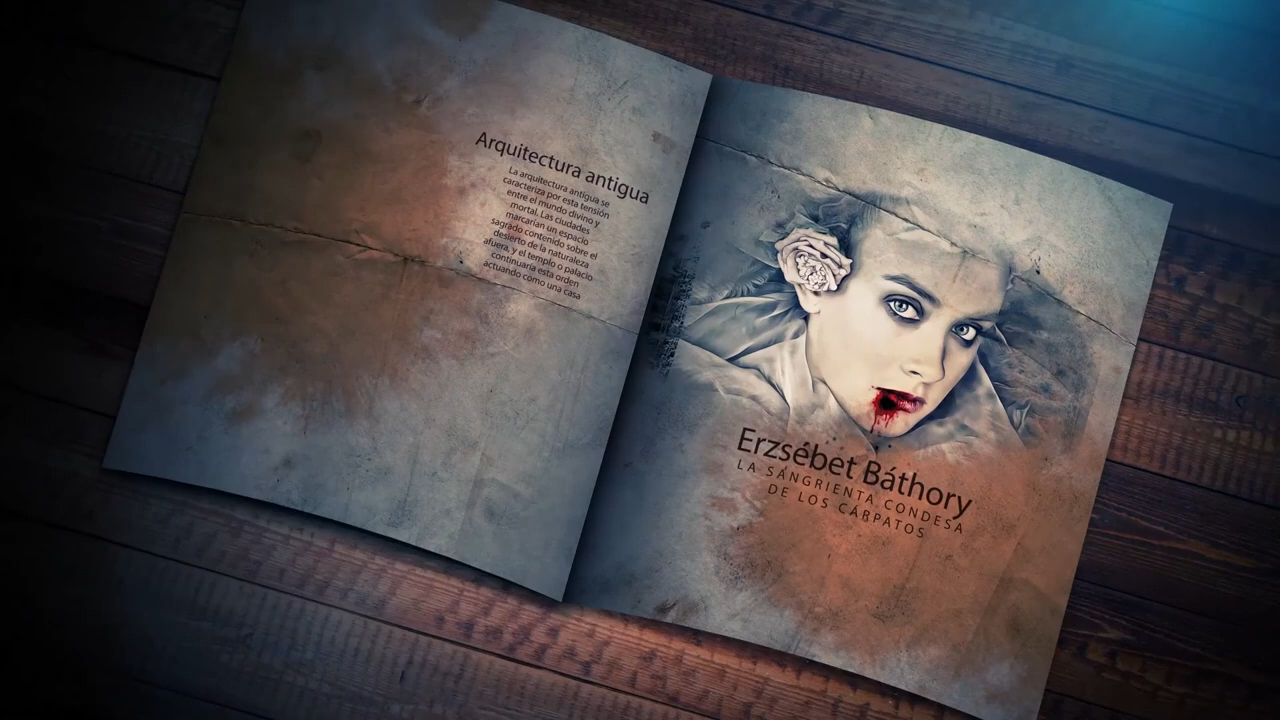 Arquitectura antigua
La arquitectura antigua se
caracteriza por esta tensión
entre el mundo divino y
mortal. Las ciudades
marcarían un espacio
sagrado contenido sobre el
desierto de la naturaleza
afuera, y el templo o palacio
continuaría esta orden
actuando como una casa
Erzsébet Báthory
LA SANGRIENTA CONDESA
DE LOS CÁRPATOS